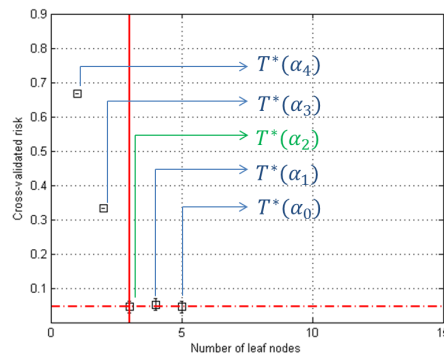 0.9
0.8
0.7
0.6
0.5
0.4
0.3
0.2
0.1
0
5
10
15
Cross-validated risk
Number of leaf nodes
T*(α₄)
T*(α₃)
T*(α₂)
T*(α₁)
T*(α₀)